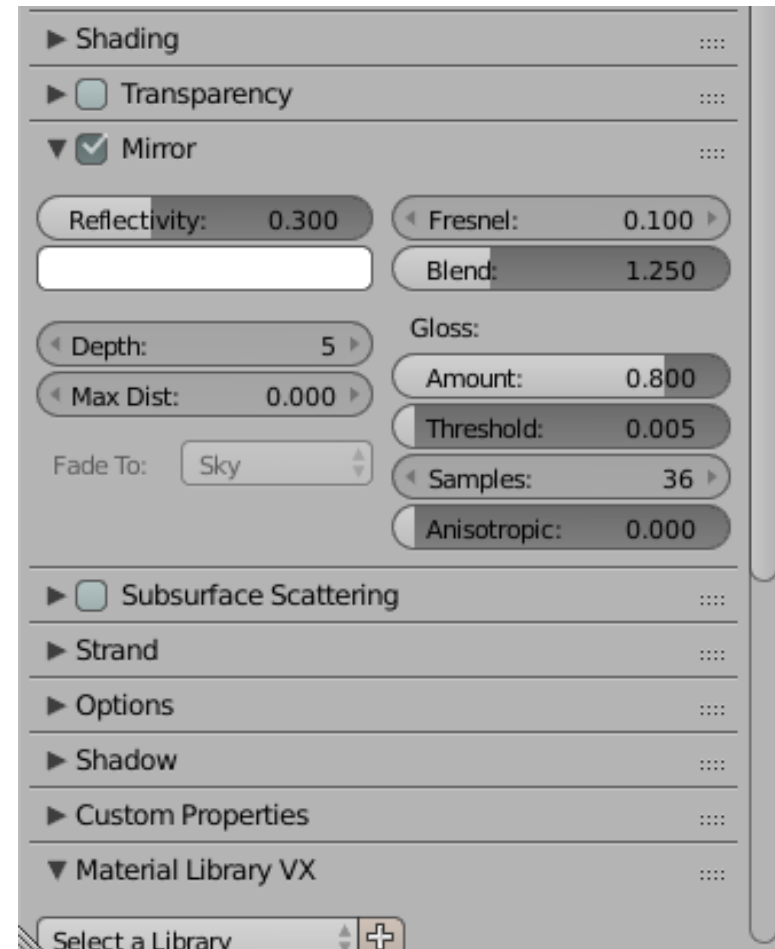 Shading
Transparency
Mirror
Reflectivity: 0.300
Fresnel: 0.100
Blend: 1.250
Depth: 5
Gloss:
Max Dist: 0.000
Amount: 0.800
Threshold: 0.005
Fade To: Sky
Samples: 36
Anisotropic: 0.000
Subsurface Scattering
Strand
Options
Shadow
Custom Properties
Material Library VX
Select a Library